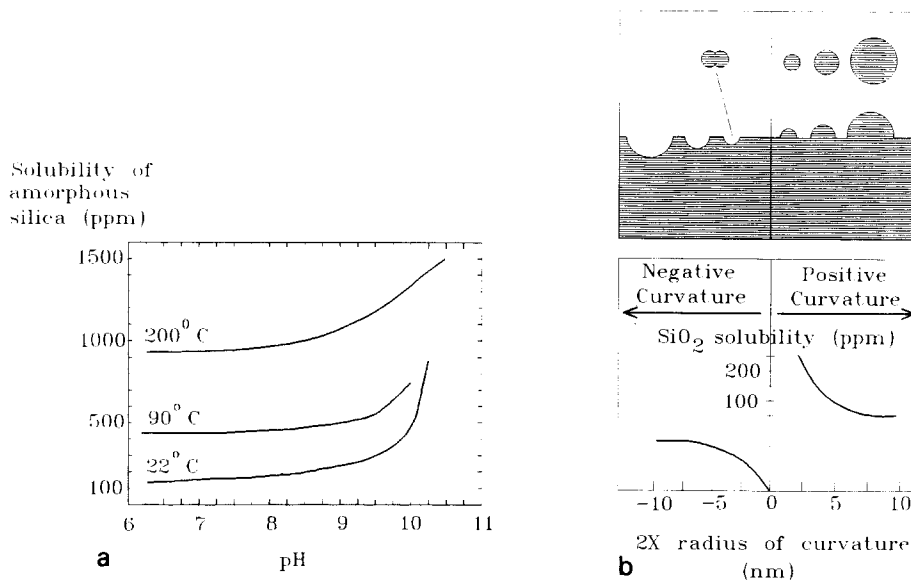 Solubility of
amorphous
silica (ppm)
1500
1000
500
100
200° C
90° C
22° C
6 7 8 9 10 11
pH
a
Negative
Curvature
Positive
Curvature
SiO₂ solubility (ppm)
200
100
-10 -5 0 5 10
2X radius of curvature
(nm)
b